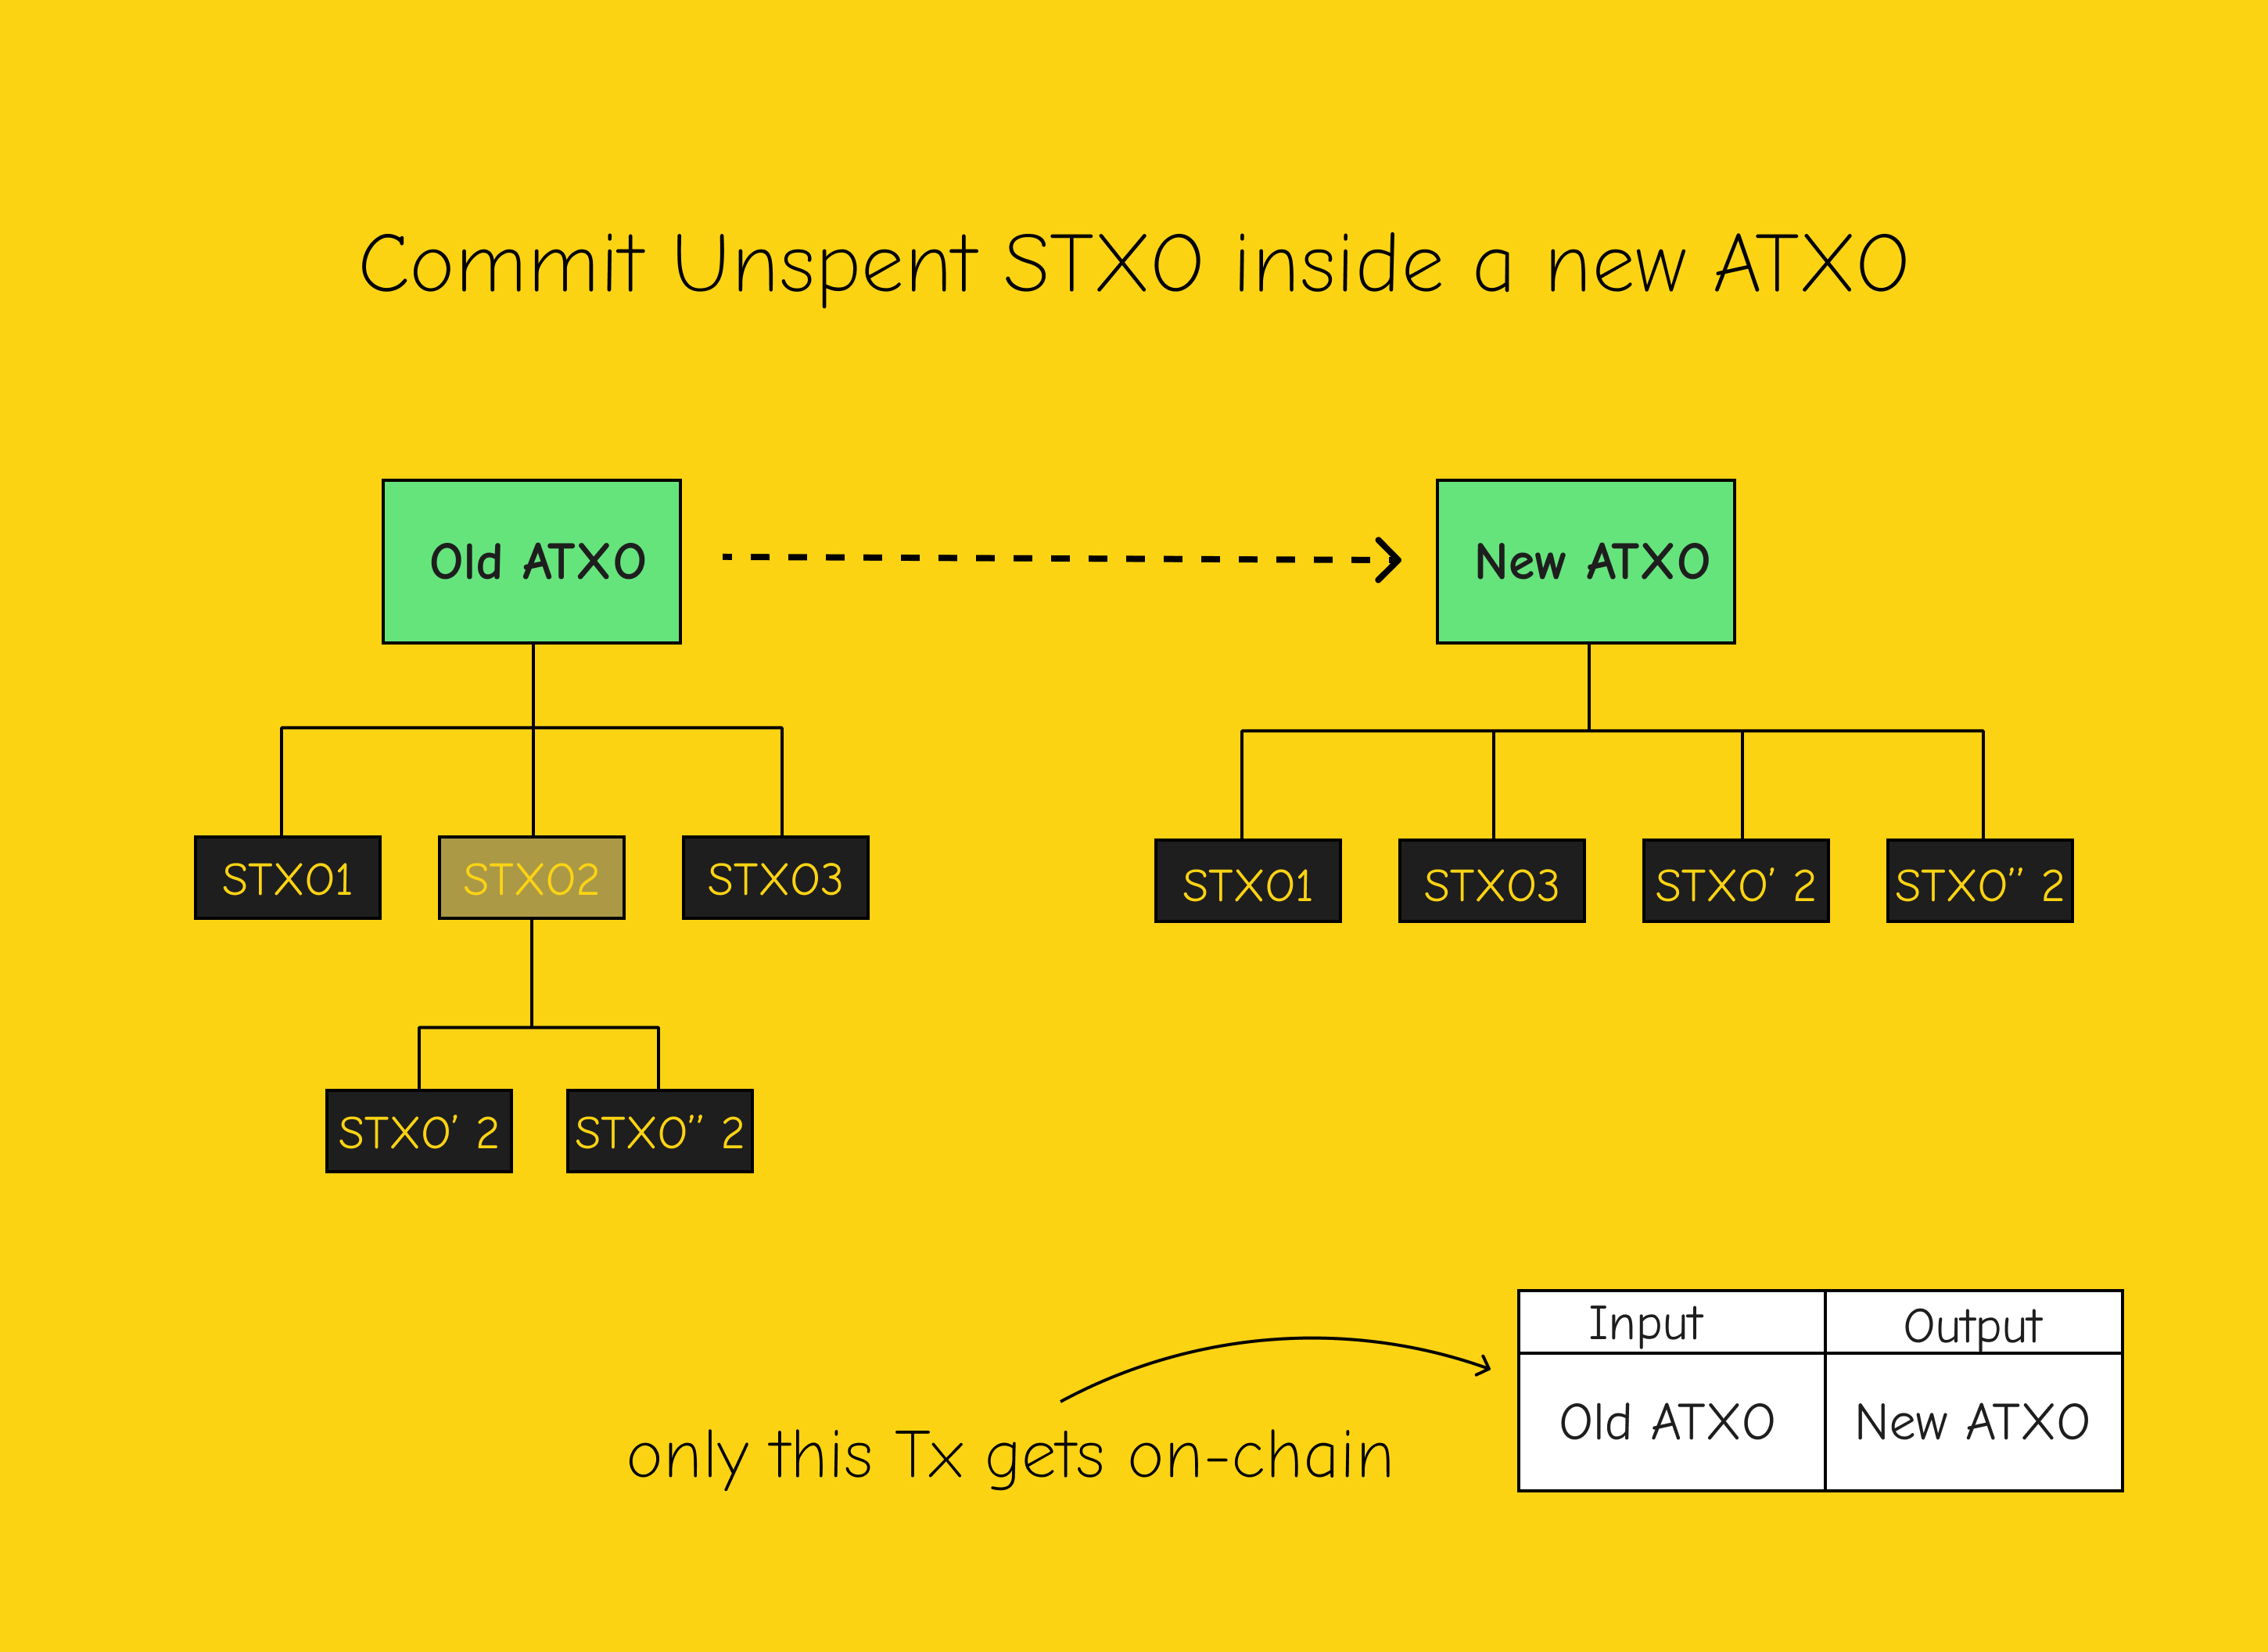 Commit Unspent STXO inside a new ATXO
Old ATXO
New ATXO
STXO1
STXO2
STXO3
STXO1
STXO3
STXO' 2
STXO'' 2
STXO' 2
STXO'' 2
Input
Output
Old ATXO
New ATXO
only this Tx gets on-chain